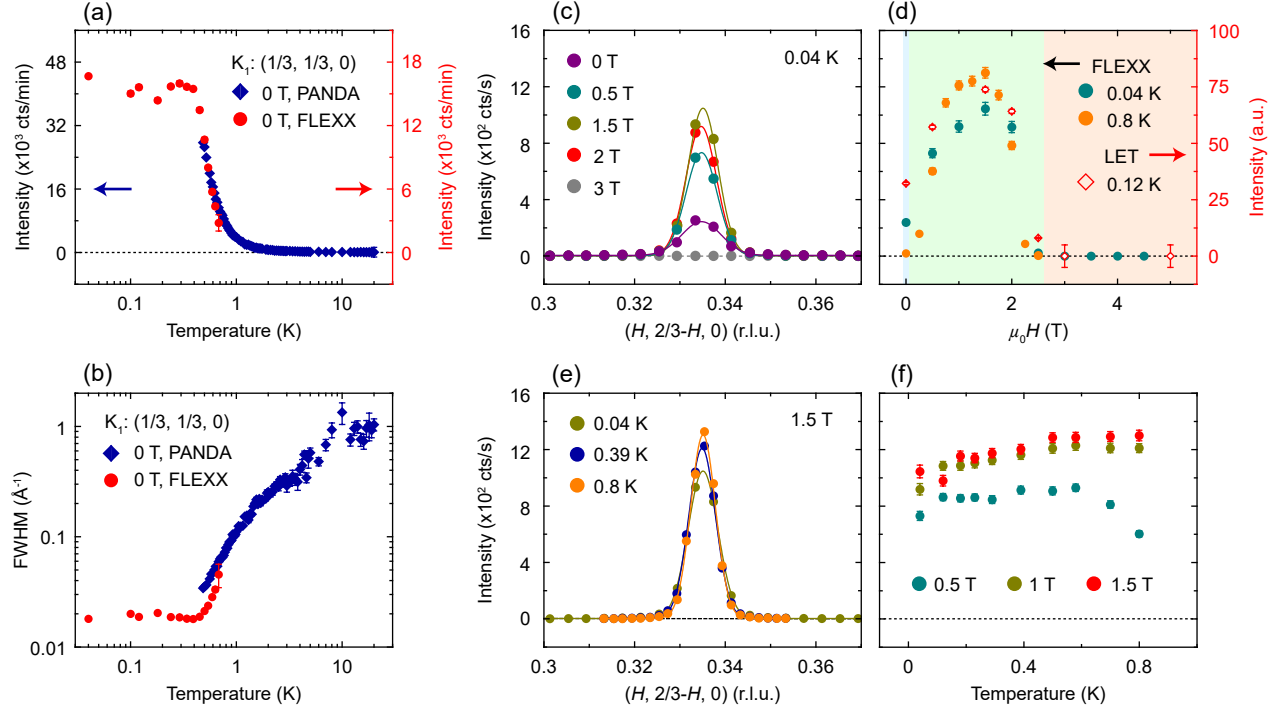 (a)
48
32
16
0
Intensity (x10³ cts/min)
K₁: (1/3, 1/3, 0)
0 T, PANDA
0 T, FLEXX
18
12
6
0
Intensity (x10³ cts/min)
0.1
1
10
Temperature (K)
(c)
16
12
8
4
0
Intensity (x10² cts/s)
0.04 K
0 T
0.5 T
1.5 T
2 T
3 T
0.3
0.32
0.34
0.36
(H, 2/3-H, 0) (r.l.u.)
(d)
FLEXX
0.04 K
0.8 K
LET
0.12 K
100
75
50
25
0
Intensity (a.u.)
0
2
4
μ₀H (T)
(b)
1
0.1
0.01
FWHM (Å⁻¹)
K₁: (1/3, 1/3, 0)
0 T, PANDA
0 T, FLEXX
0.1
1
10
Temperature (K)
(e)
16
12
8
4
0
Intensity (x10² cts/s)
1.5 T
0.04 K
0.39 K
0.8 K
0.3
0.32
0.34
0.36
(H, 2/3-H, 0) (r.l.u.)
(f)
0.5 T
1 T
1.5 T
0
0.4
0.8
Temperature (K)